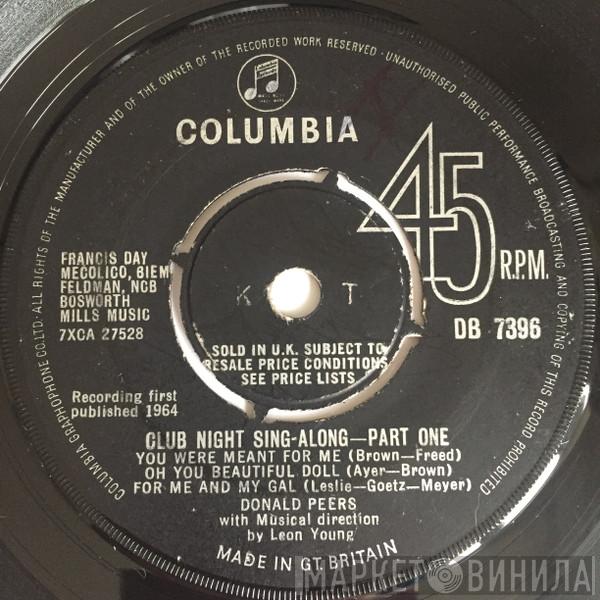 COLUMBIA GRAPHOPHONE CO.LTD. ALL RIGHTS OF THE MANUFACTURER AND OF THE OWNER OF THE RECORDED WORK RESERVED · UNAUTHORISED PUBLIC PERFORMANCE BROADCASTING AND COPYING OF THIS RECORD PROHIBITED
COLUMBIA
45
R.P.M.
FRANCIS DAY
MECOLICO, BIEM
FELDMAN, NCB
BOSWORTH
MILLS MUSIC
7XCA 27528
K T
DB 7396
SOLD IN U.K. SUBJECT TO
RESALE PRICE CONDITIONS
SEE PRICE LISTS
Recording first
published 1964
CLUB NIGHT SING-ALONG—PART ONE
YOU WERE MEANT FOR ME (Brown—Freed)
OH YOU BEAUTIFUL DOLL (Ayer—Brown)
FOR ME AND MY GAL (Leslie—Goetz—Meyer)
DONALD PEERS
with Musical direction
by Leon Young
MADE IN GT. BRITAIN
МАРКЕТ ВИНИЛА